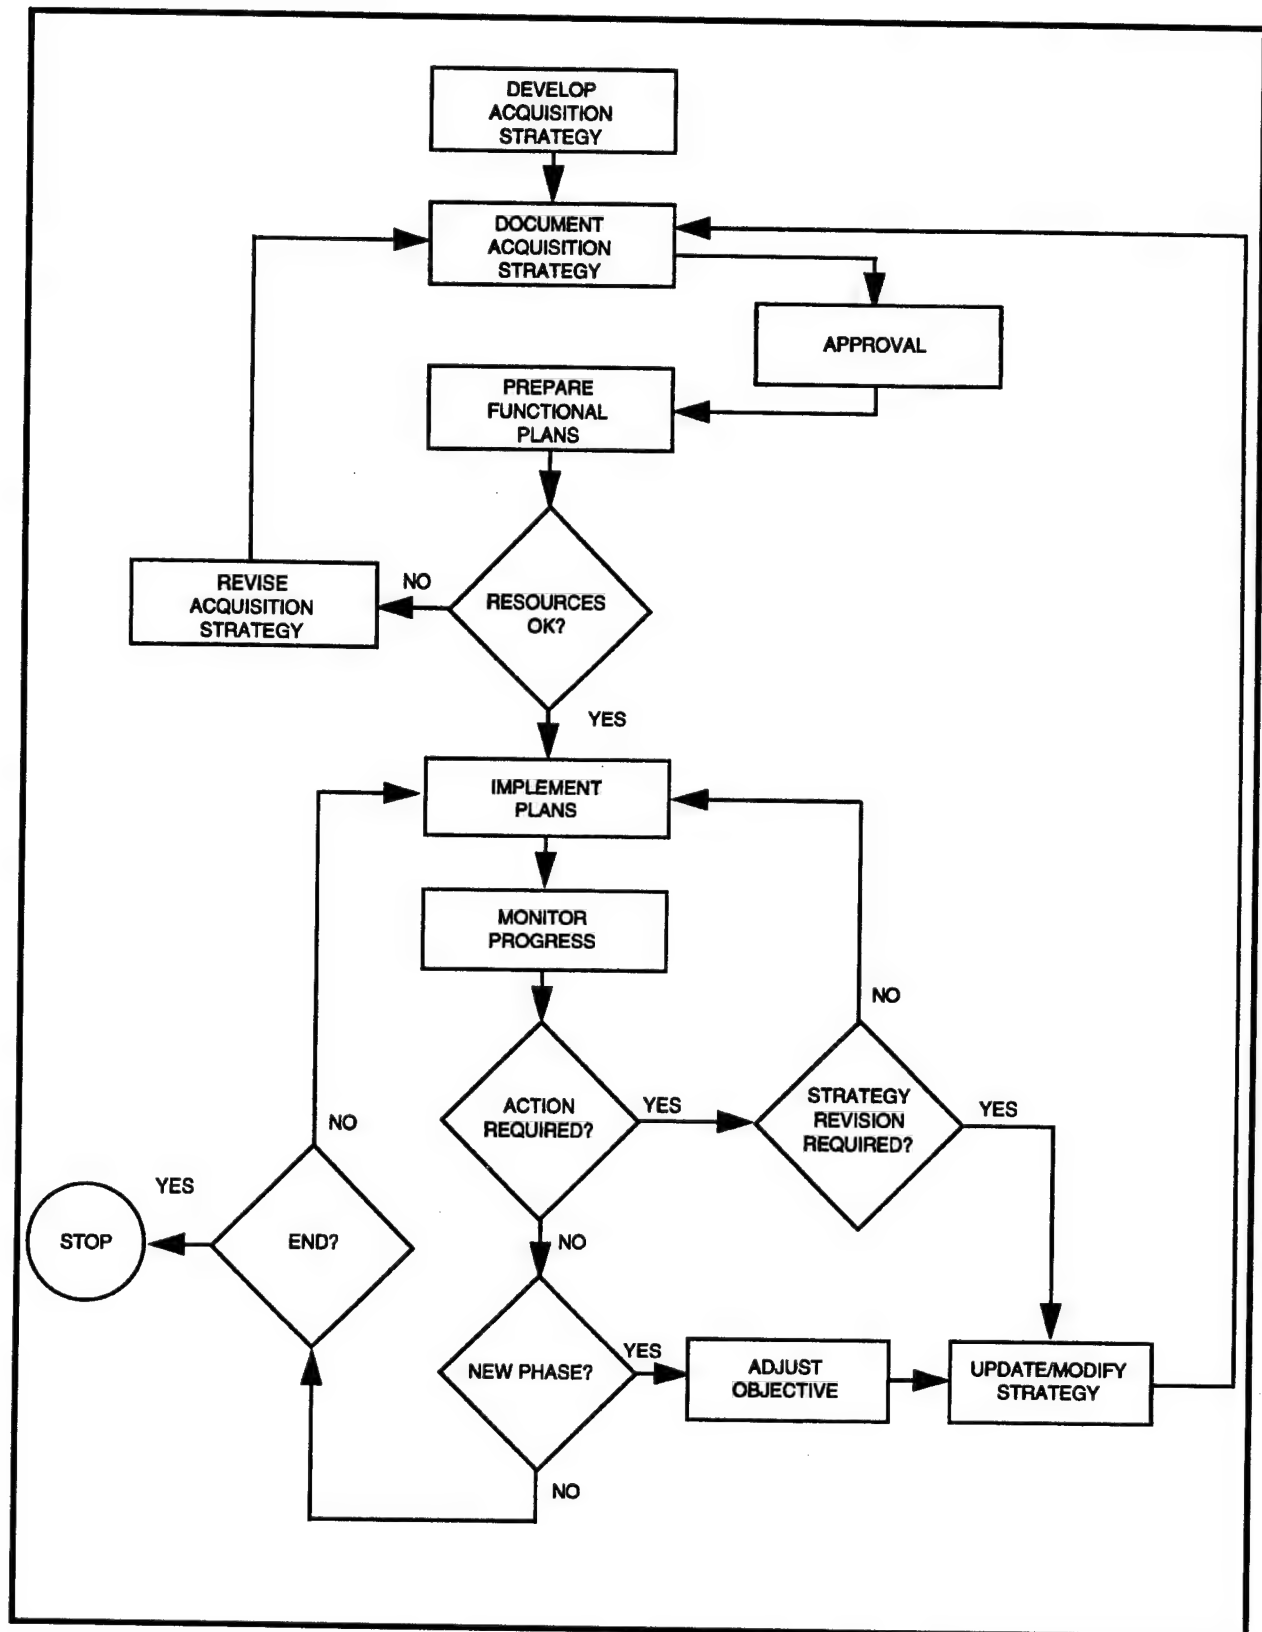 DEVELOP
ACQUISITION
STRATEGY
DOCUMENT
ACQUISITION
STRATEGY
APPROVAL
PREPARE
FUNCTIONAL
PLANS
RESOURCES
OK?
NO
REVISE
ACQUISITION
STRATEGY
YES
IMPLEMENT
PLANS
MONITOR
PROGRESS
NO
ACTION
REQUIRED?
YES
STRATEGY
REVISION
REQUIRED?
YES
NO
YES
STOP
END?
NO
NEW PHASE?
YES
ADJUST
OBJECTIVE
UPDATE/MODIFY
STRATEGY
NO